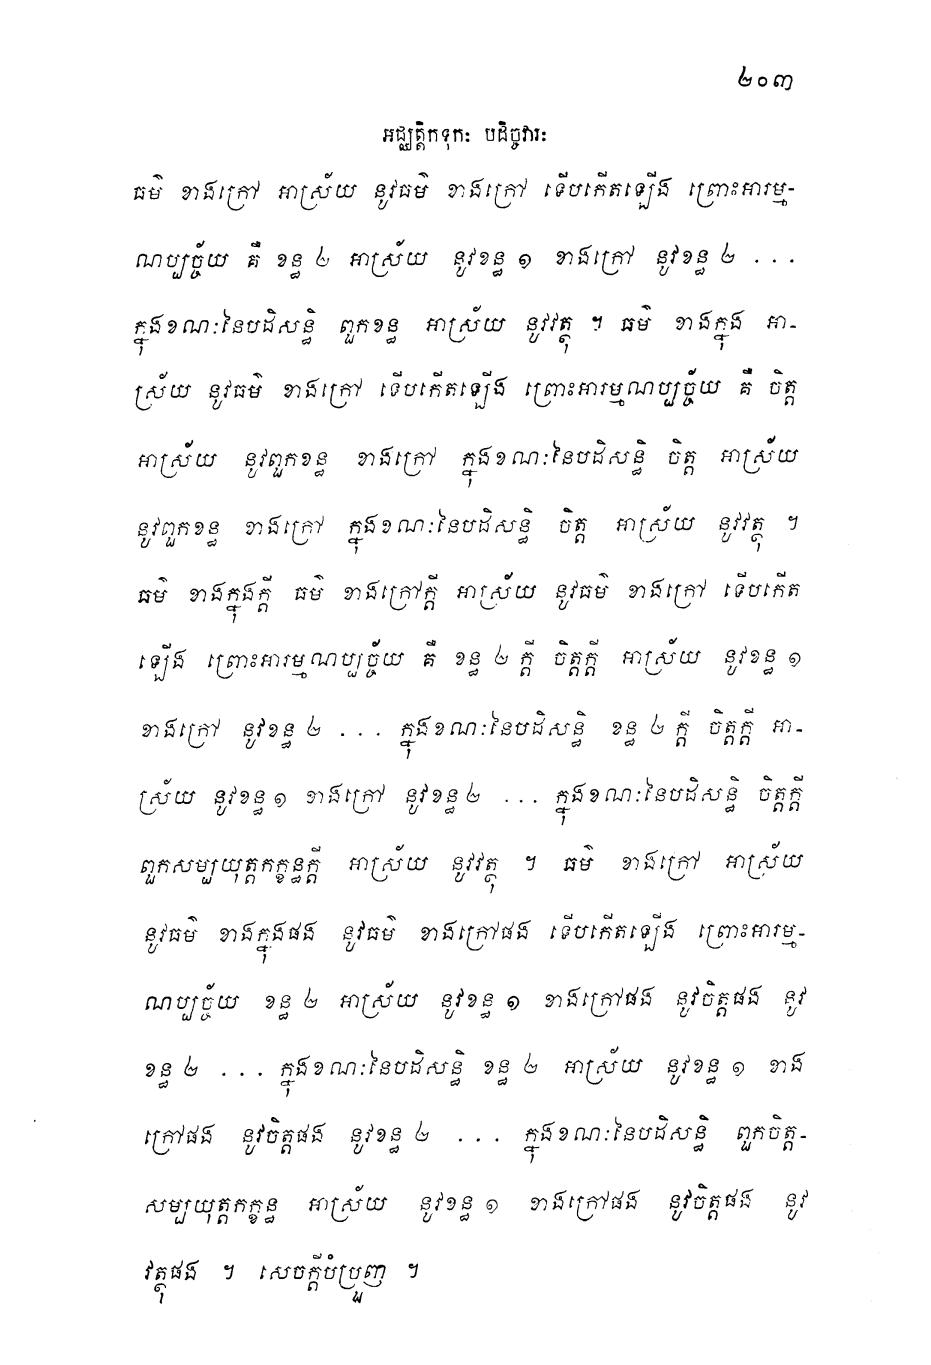 ២០៣
អជ្ឈត្តិកទុកៈ បដិច្ចវារៈ
ធម៌ ខាងក្រៅ អាស្រ័យ នូវធម៌ ខាងក្រៅ ទើបកើតឡើង ព្រោះអារម្ម-
ណប្បច្ច័យ គឺ ខន្ធ ២ អាស្រ័យ នូវខន្ធ ១ ខាងក្រៅ នូវខន្ធ ២ . . .
ក្នុងខណៈនៃបដិសន្ធិ ពួកខន្ធ អាស្រ័យ នូវវត្ថុ ។ ធម៌ ខាងក្នុង អា-
ស្រ័យ នូវធម៌ ខាងក្រៅ ទើបកើតឡើង ព្រោះអារម្មណប្បច្ច័យ គឺ ចិត្ត
អាស្រ័យ នូវពួកខន្ធ ខាងក្រៅ ក្នុងខណៈនៃបដិសន្ធិ ចិត្ត អាស្រ័យ
នូវពួកខន្ធ ខាងក្រៅ ក្នុងខណៈនៃបដិសន្ធិ ចិត្ត អាស្រ័យ នូវវត្ថុ ។
ធម៌ ខាងក្នុងក្តី ធម៌ ខាងក្រៅក្តី អាស្រ័យ នូវធម៌ ខាងក្រៅ ទើបកើត
ឡើង ព្រោះអារម្មណប្បច្ច័យ គឺ ខន្ធ ២ ក្តី ចិត្តក្តី អាស្រ័យ នូវខន្ធ ១
ខាងក្រៅ នូវខន្ធ ២ . . . ក្នុងខណៈនៃបដិសន្ធិ ខន្ធ ២ ក្តី ចិត្តក្តី អា-
ស្រ័យ នូវខន្ធ ១ ខាងក្រៅ នូវខន្ធ ២ . . . ក្នុងខណៈនៃបដិសន្ធិ ចិត្តក្តី
ពួកសម្បយុត្តកក្ខន្ធក្តី អាស្រ័យ នូវវត្ថុ ។ ធម៌ ខាងក្រៅ អាស្រ័យ
នូវធម៌ ខាងក្នុងផង នូវធម៌ ខាងក្រៅផង ទើបកើតឡើង ព្រោះអារម្ម-
ណប្បច្ច័យ ខន្ធ ២ អាស្រ័យ នូវខន្ធ ១ ខាងក្រៅផង នូវចិត្តផង នូវ
ខន្ធ ២ . . . ក្នុងខណៈនៃបដិសន្ធិ ខន្ធ ២ អាស្រ័យ នូវខន្ធ ១ ខាង
ក្រៅផង នូវចិត្តផង នូវខន្ធ ២ . . . ក្នុងខណៈនៃបដិសន្ធិ ពួកចិត្ត-
សម្បយុត្តកក្ខន្ធ អាស្រ័យ នូវខន្ធ ១ ខាងក្រៅផង នូវចិត្តផង នូវ
វត្ថុផង ។ សេចក្តីបំប្រួញ ។